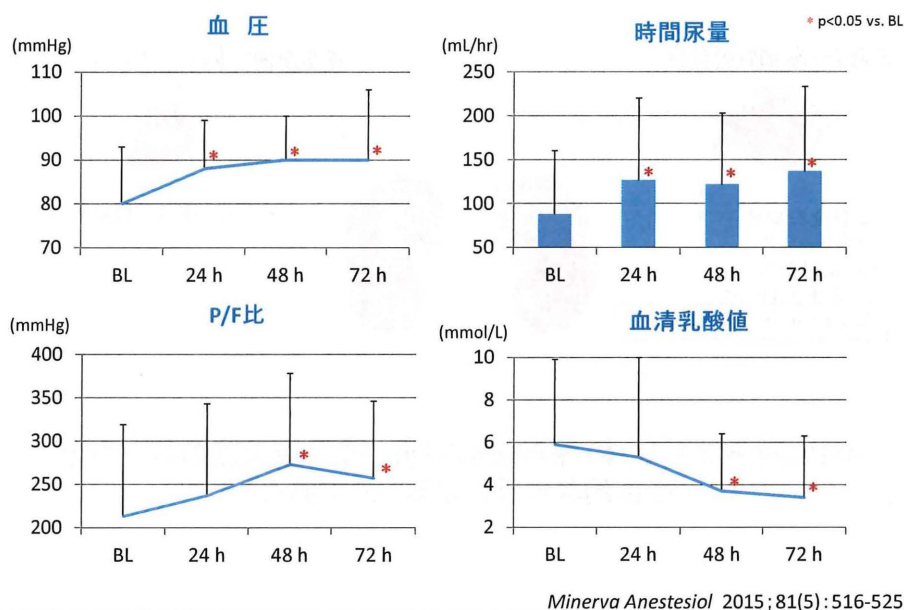 * p<0.05 vs. BL
血 圧
(mmHg)
110
100
90
80
70
BL 24 h 48 h 72 h
* * *
時間尿量
(mL/hr)
250
200
150
100
50
BL 24 h 48 h 72 h
* * *
P/F比
(mmHg)
400
350
300
250
200
BL 24 h 48 h 72 h
* *
血清乳酸値
(mmol/L)
10
8
6
4
2
BL 24 h 48 h 72 h
* *
Minerva Anestesiol 2015;81(5):516-525